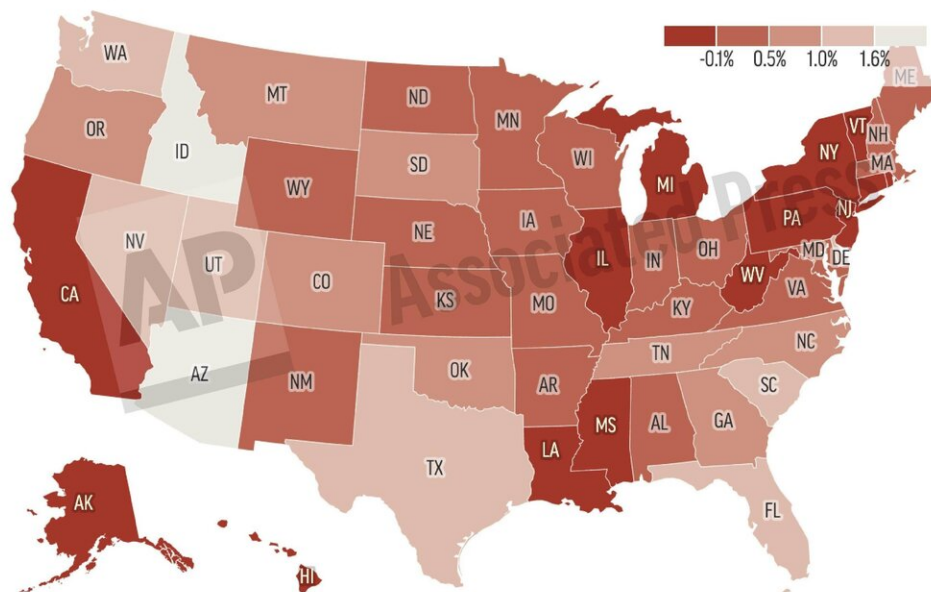 -0.1% 0.5% 1.0% 1.6%
WA
ME
MT
ND
VT
OR
MN
NH
ID
SD
WI
NY
MA
WY
MI
IA
PA
NJ
NE
NV
OH
IL
IN
MD
DE
UT
CO
WV
CA
VA
KS
MO
KY
AP Associated Press
TN
NC
OK
AZ
NM
AR
SC
MS
AL
GA
LA
TX
AK
FL
HI